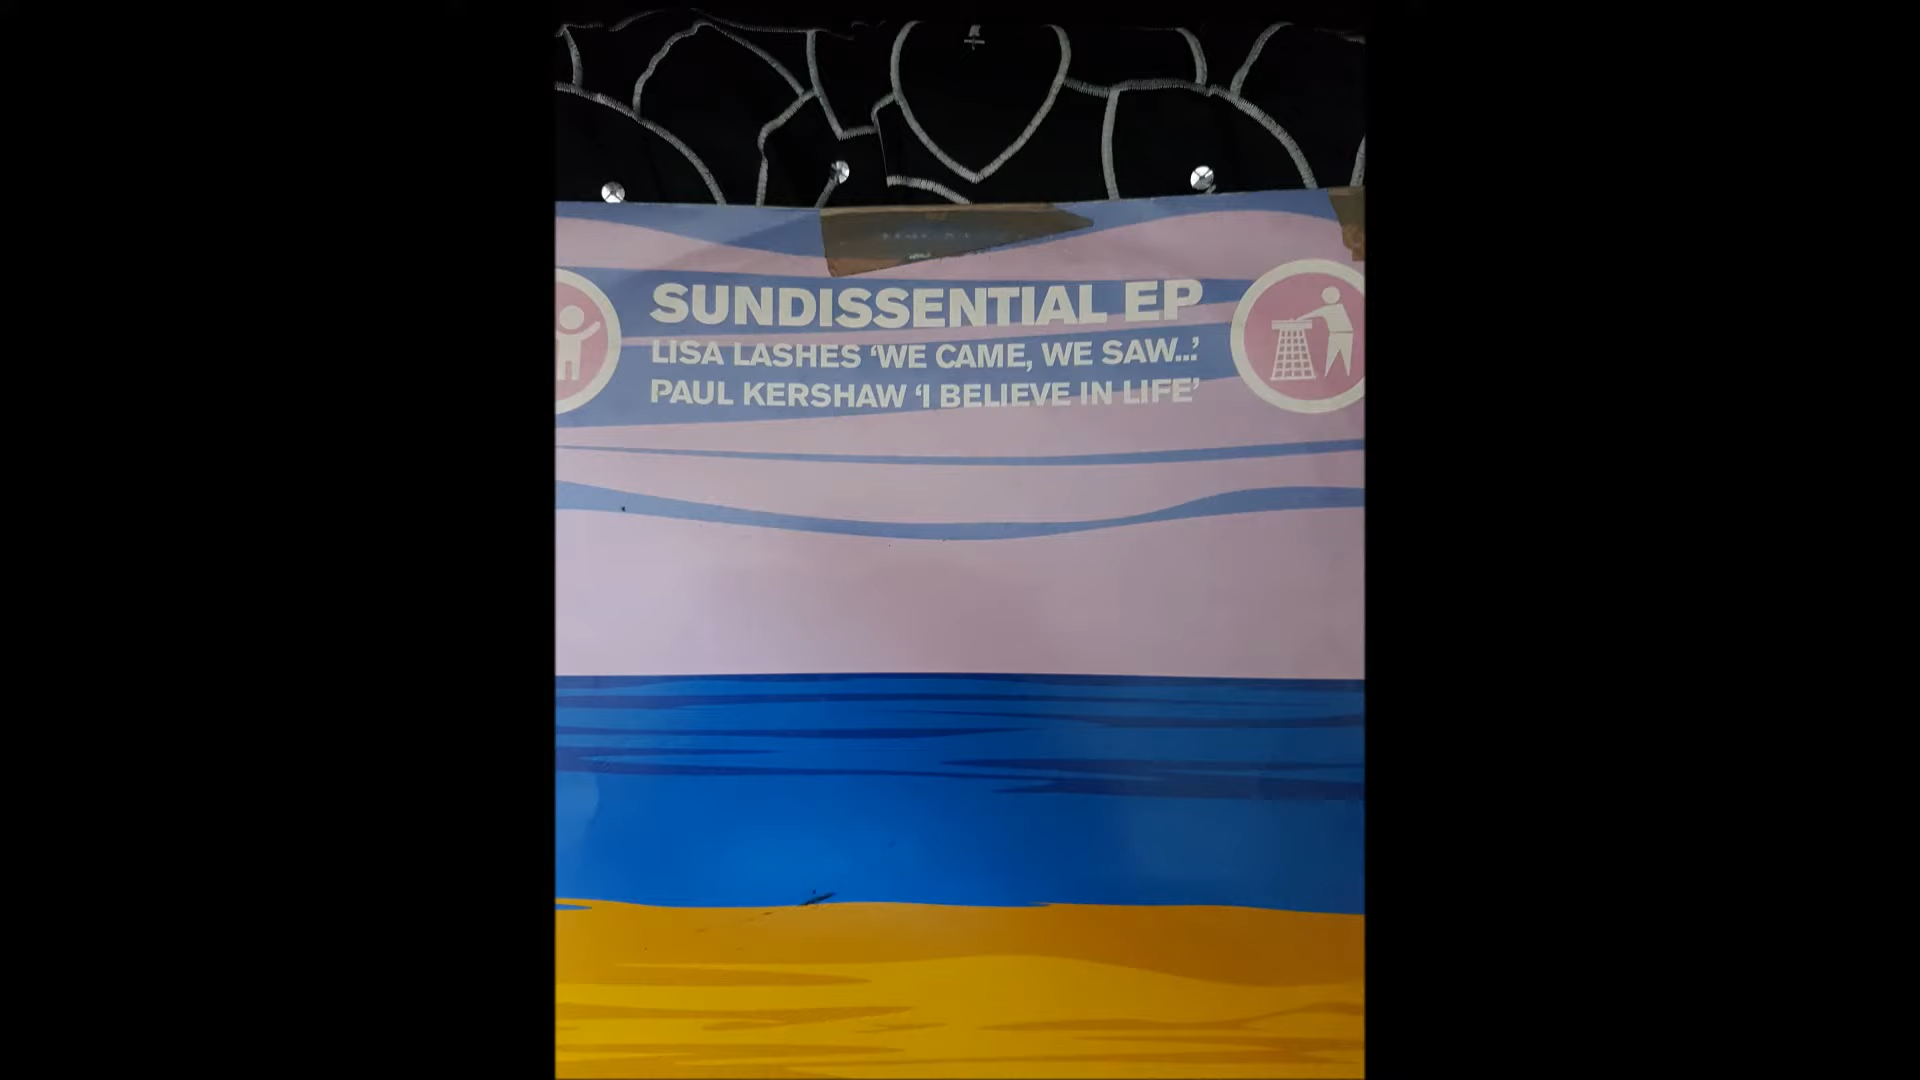 SUNDISSENTIAL EP
LISA LASHES ‘WE CAME, WE SAW...’
PAUL KERSHAW ‘I BELIEVE IN LIFE’